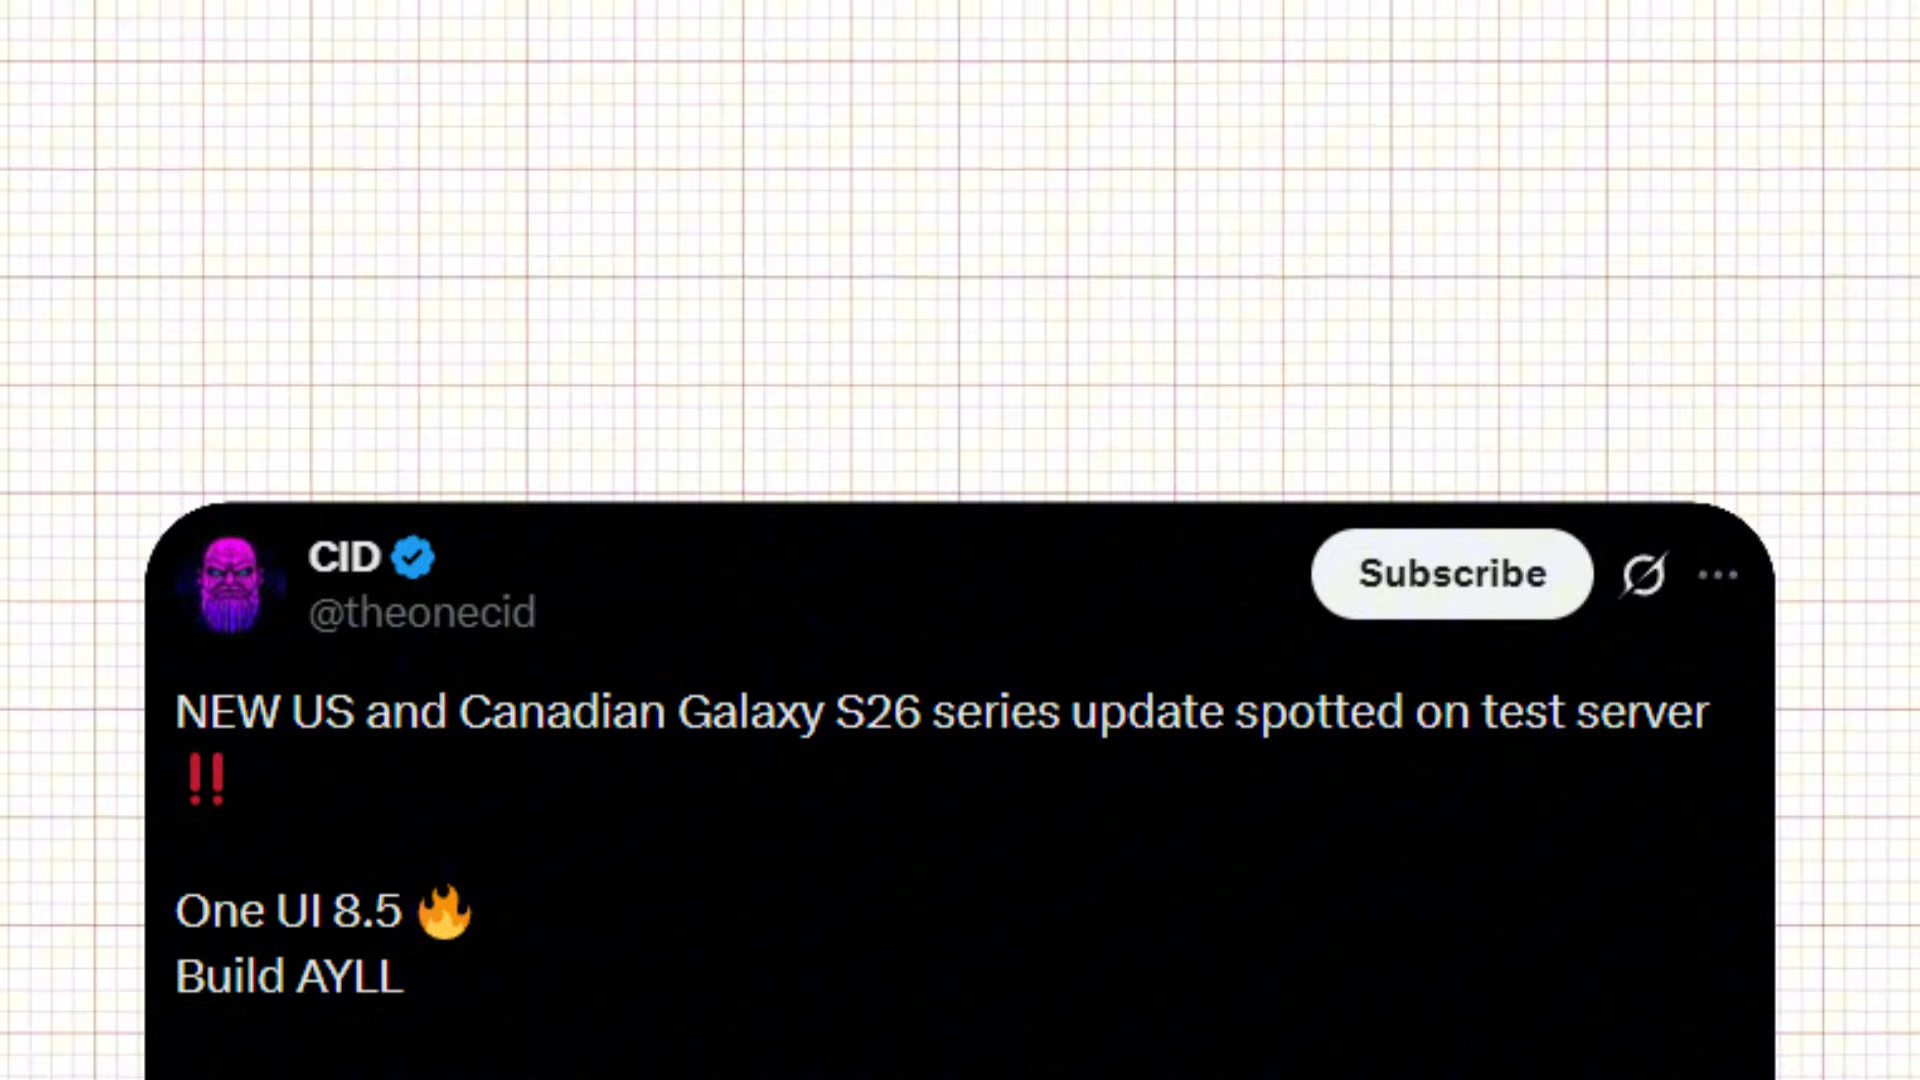 CID
@theonecid
Subscribe
NEW US and Canadian Galaxy S26 series update spotted on test server
‼️
One UI 8.5 🔥
Build AYLL